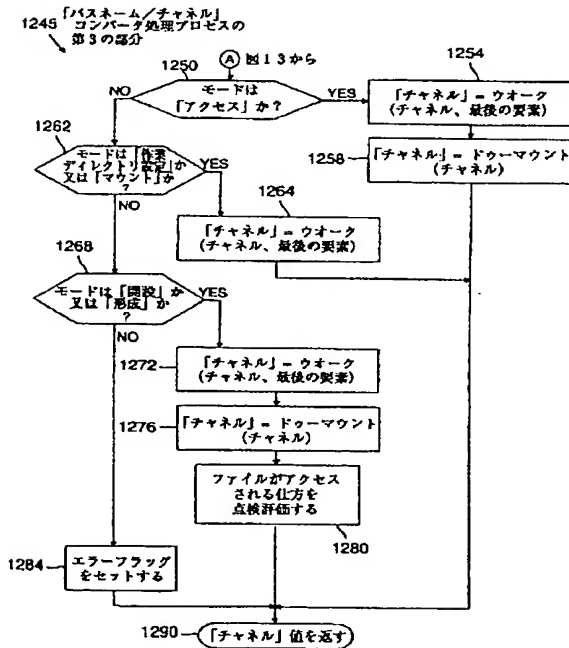 1245
「パスネーム/チャネル」
コンバータ処理プロセスの
第3の部分
A 図13から
1250
モードは
「アクセス」か?
NO
YES
1254
「チャネル」=ウオーク
(チャネル、最後の要素)
1258
「チャネル」=ドゥーマウント
(チャネル)
1262
モードは「作業
ディレクトリ設定」か
又は「マウント」か
?
YES
NO
1264
「チャネル」=ウオーク
(チャネル、最後の要素)
1268
モードは「開設」か
又は「形成」か
?
YES
NO
1272
「チャネル」=ウオーク
(チャネル、最後の要素)
1276
「チャネル」=ドゥーマウント
(チャネル)
ファイルがアクセス
される仕方を
点検評価する
1280
1284
エラーフラッグ
をセットする
1290
「チャネル」値を返す